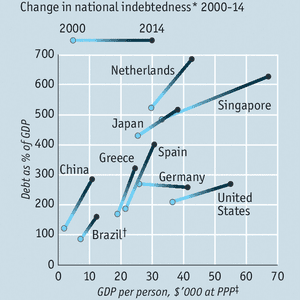 Change in national indebtedness* 2000-14
2000 2014
700
600
500
400
300
200
100
0
Debt as % of GDP
Netherlands
Singapore
Japan
Greece
Spain
China
Germany
United
States
Brazil†
0 10 20 30 40 50 60 70
GDP per person, $'000 at PPP‡